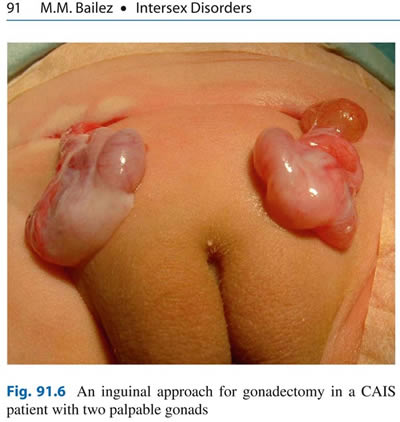 91 M.M. Bailez • Intersex Disorders
Fig. 91.6 An inguinal approach for gonadectomy in a CAIS
patient with two palpable gonads